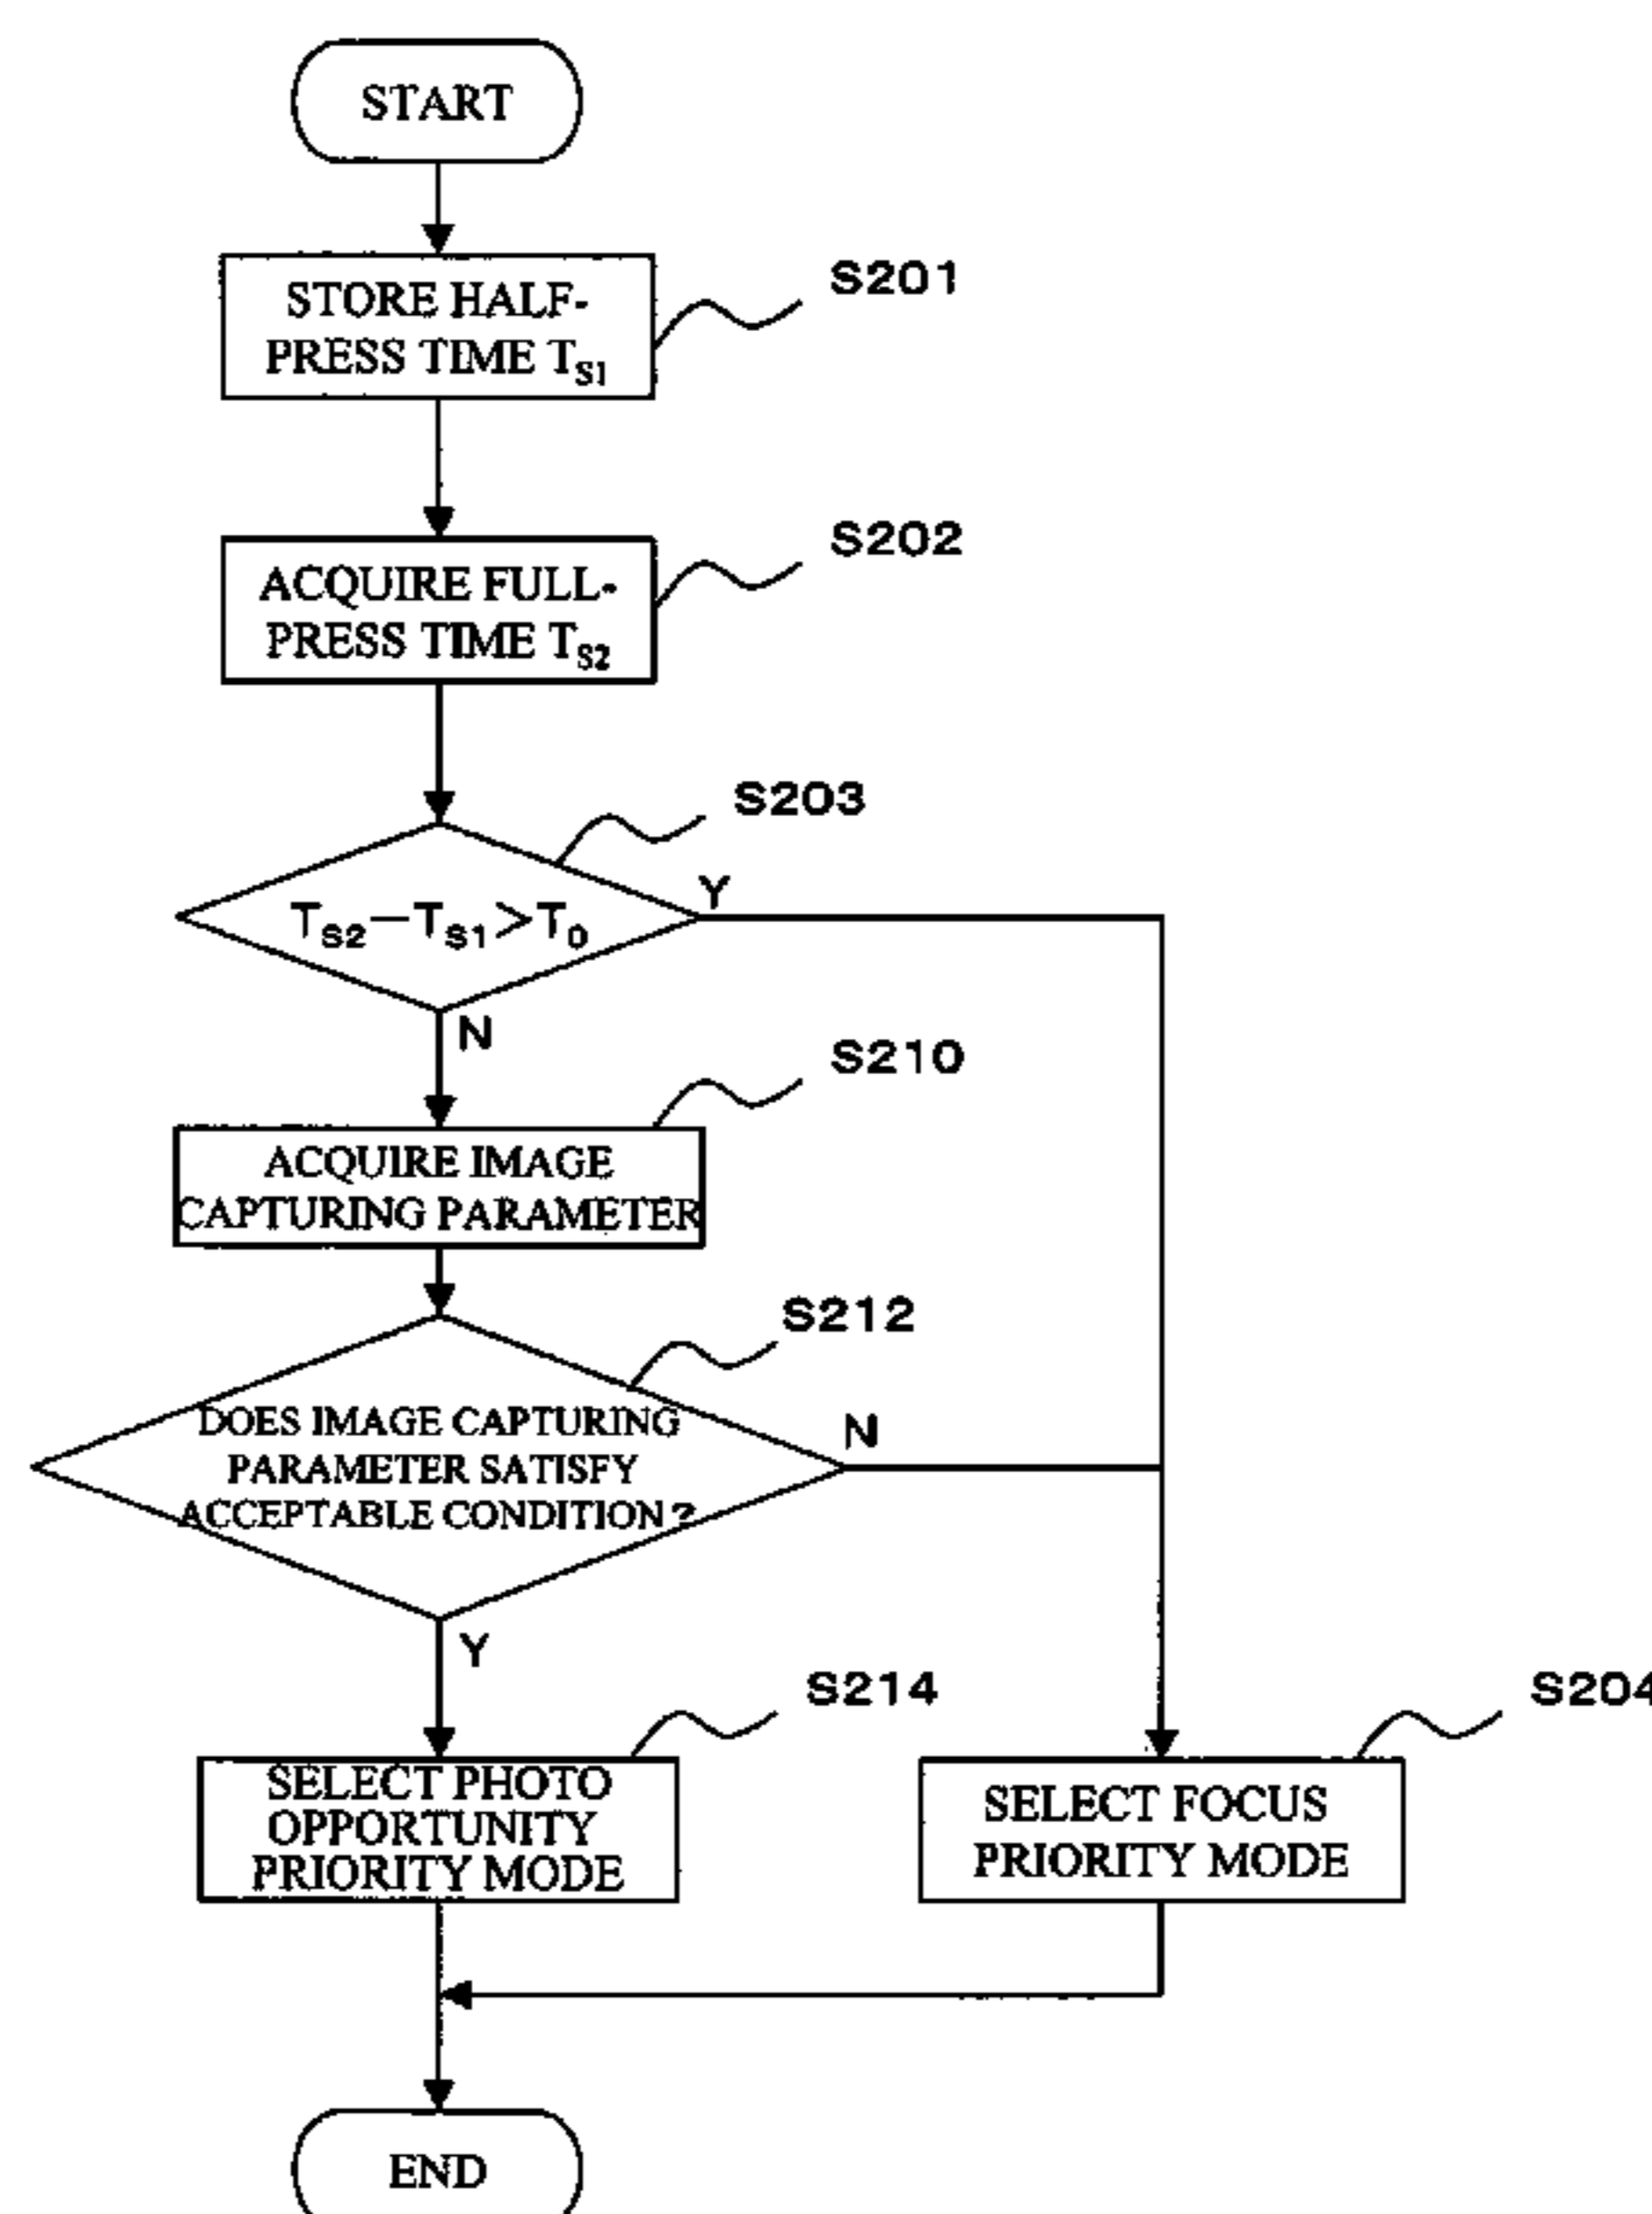 START
STORE HALF-
PRESS TIME TS1
S201
ACQUIRE FULL-
PRESS TIME TS2
S202
S203
TS2—TS1>T0
Y
N
S210
ACQUIRE IMAGE
CAPTURING PARAMETER
S212
DOES IMAGE CAPTURING
PARAMETER SATISFY
ACCEPTABLE CONDITION?
N
Y
S214
SELECT PHOTO
OPPORTUNITY
PRIORITY MODE
S204
SELECT FOCUS
PRIORITY MODE
END